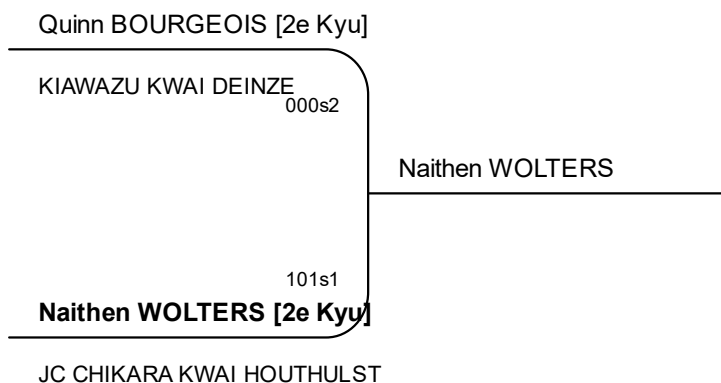 Quinn BOURGEOIS [2e Kyu]
KIAWAZU KWAI DEINZE
000s2
Naithen WOLTERS
101s1
Naithen WOLTERS [2e Kyu]
JC CHIKARA KWAI HOUTHULST